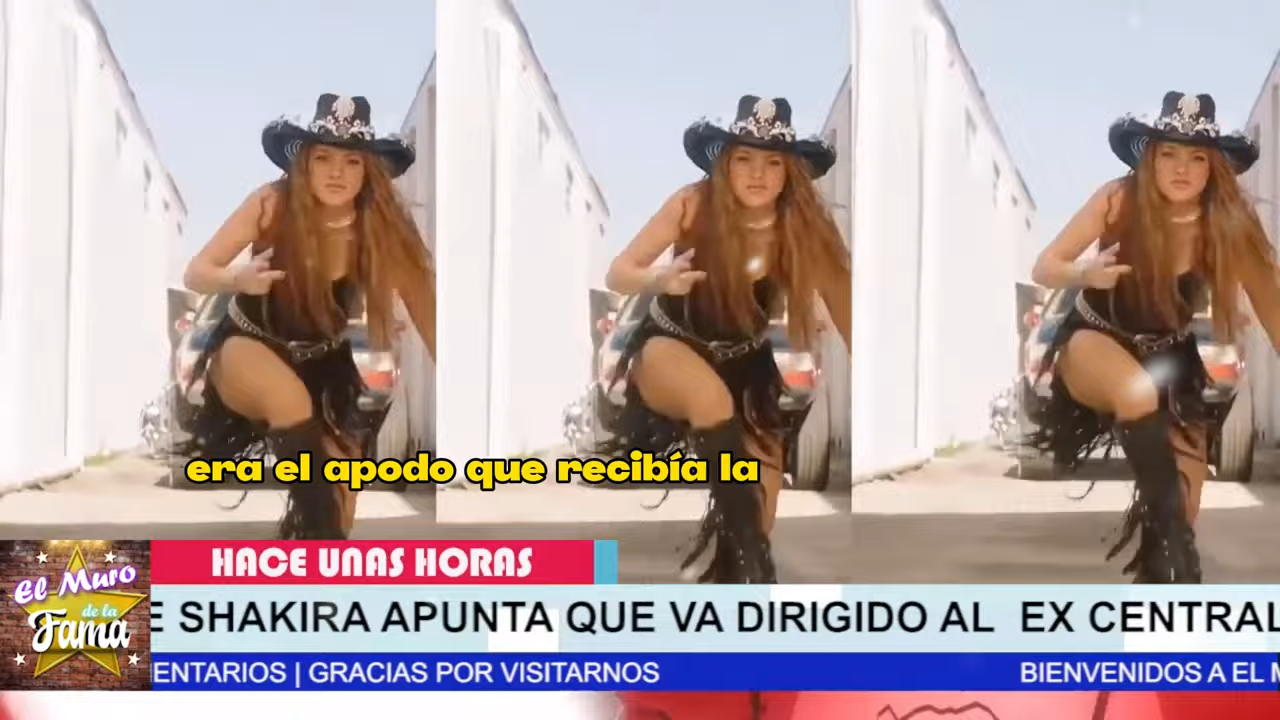 era el apodo que recibía la
HACE UNAS HORAS
El Muro
de la
Fama
E SHAKIRA APUNTA QUE VA DIRIGIDO AL EX CENTRAL
ENTARIOS | GRACIAS POR VISITARNOS BIENVENIDOS A EL M